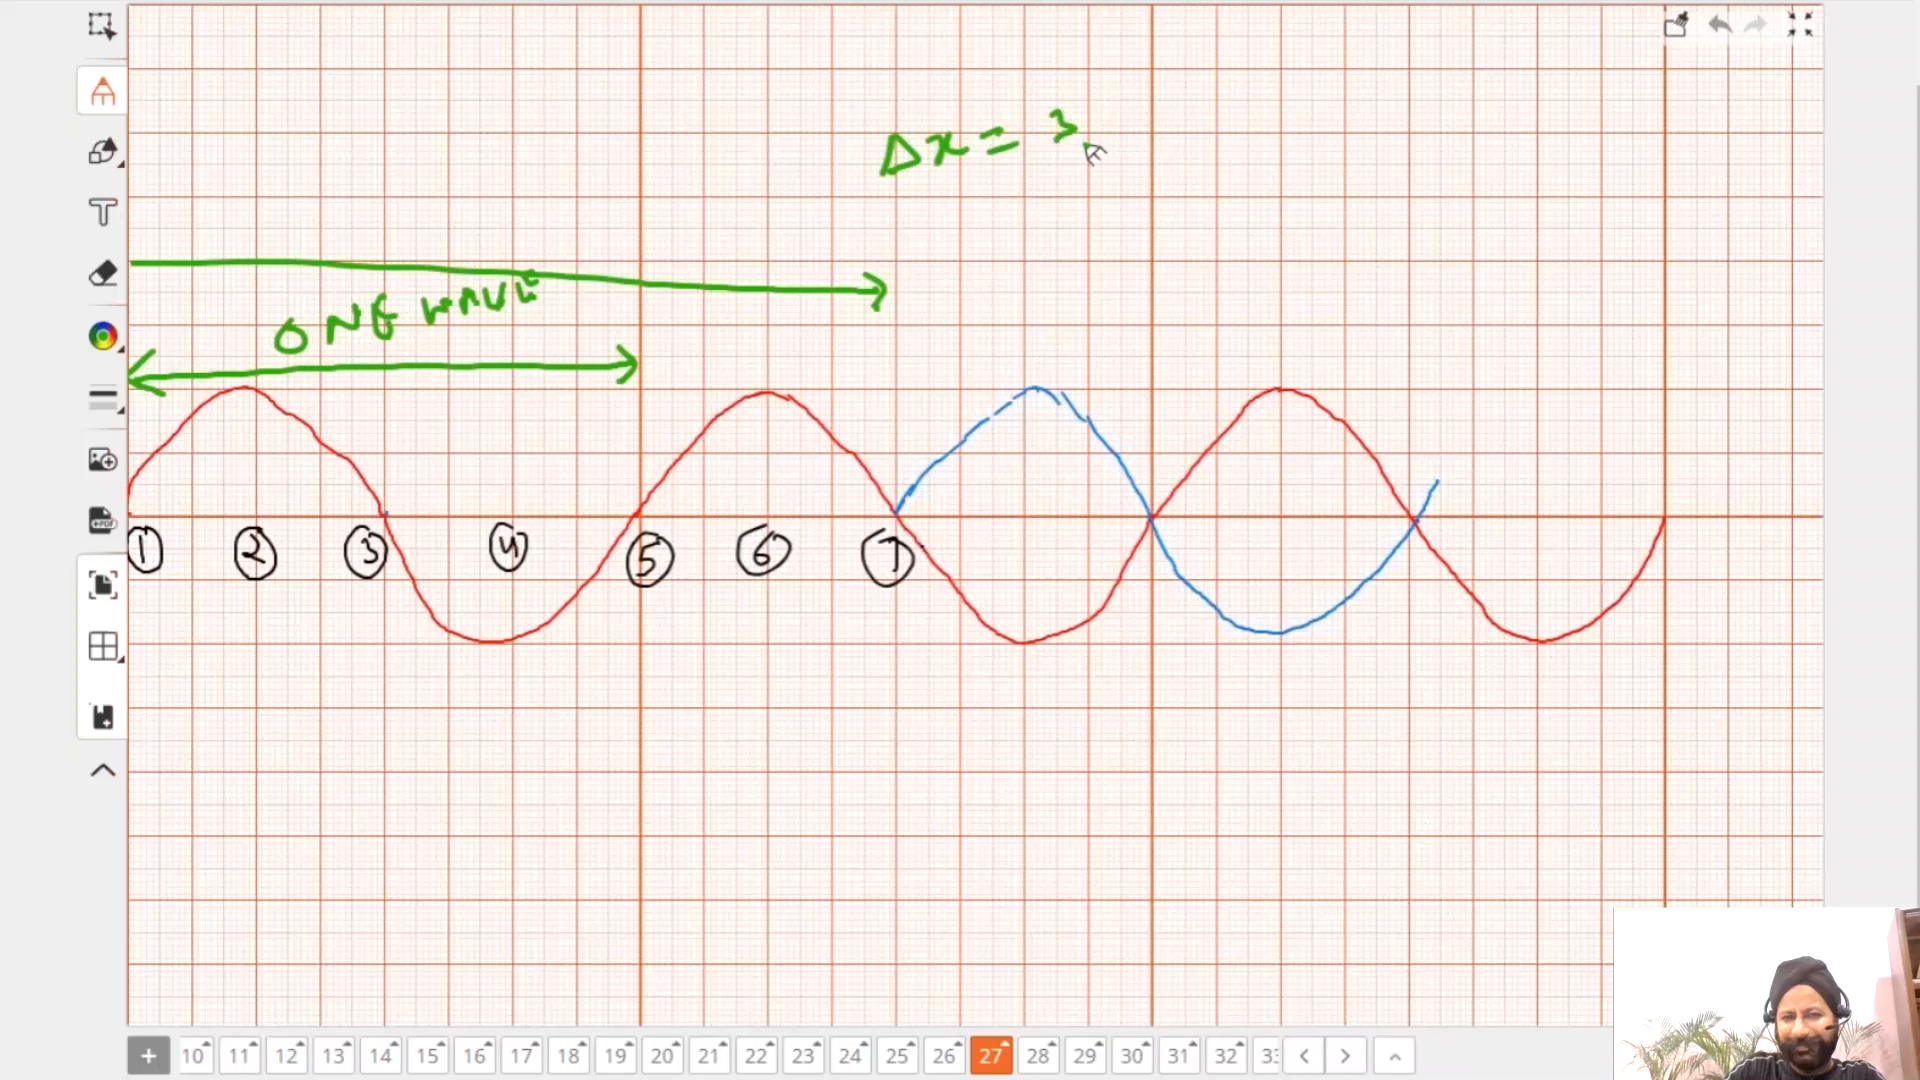 Δx = 3
ONE WAVE
① ② ③ ④ ⑤ ⑥ ⑦
+ 10 11 12 13 14 15 16 17 18 19 20 21 22 23 24 25 26 27 28 29 30 31 32